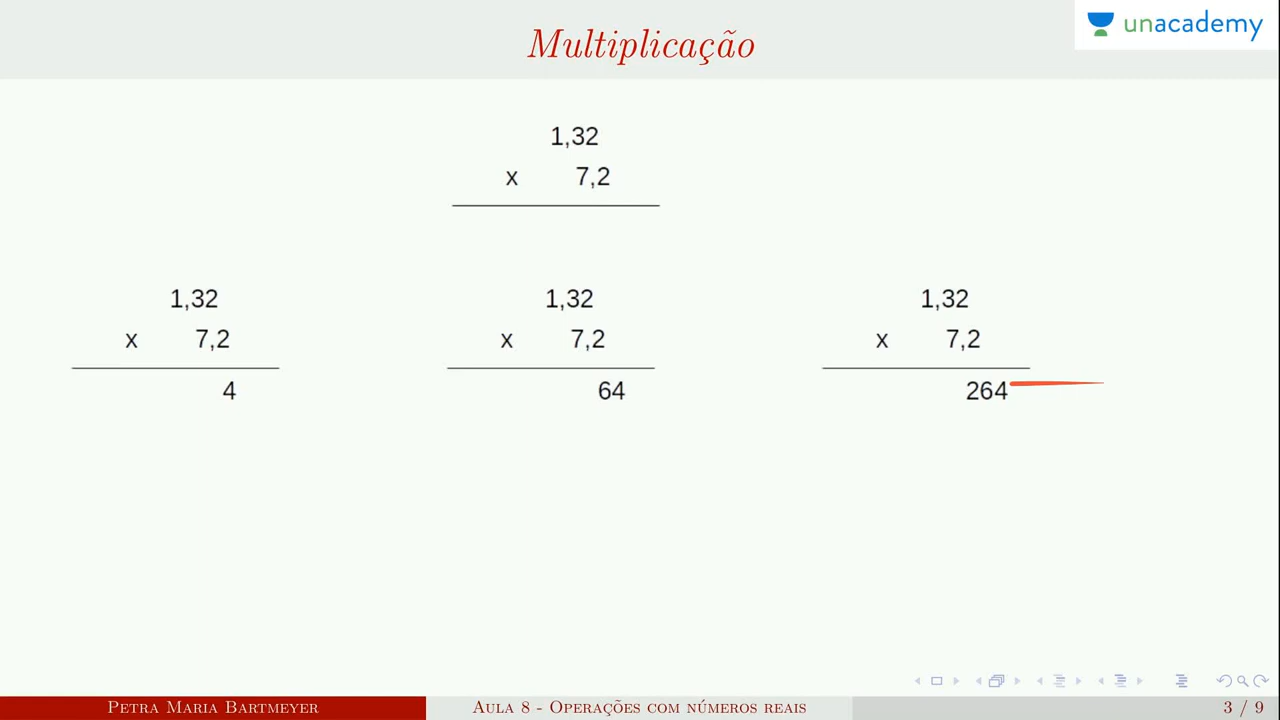 Multiplicação
unacademy
1,32
x 7,2
1,32
x 7,2
4
1,32
x 7,2
64
1,32
x 7,2
264
Petra Maria Bartmeyer
Aula 8 - Operações com números reais
3 / 9